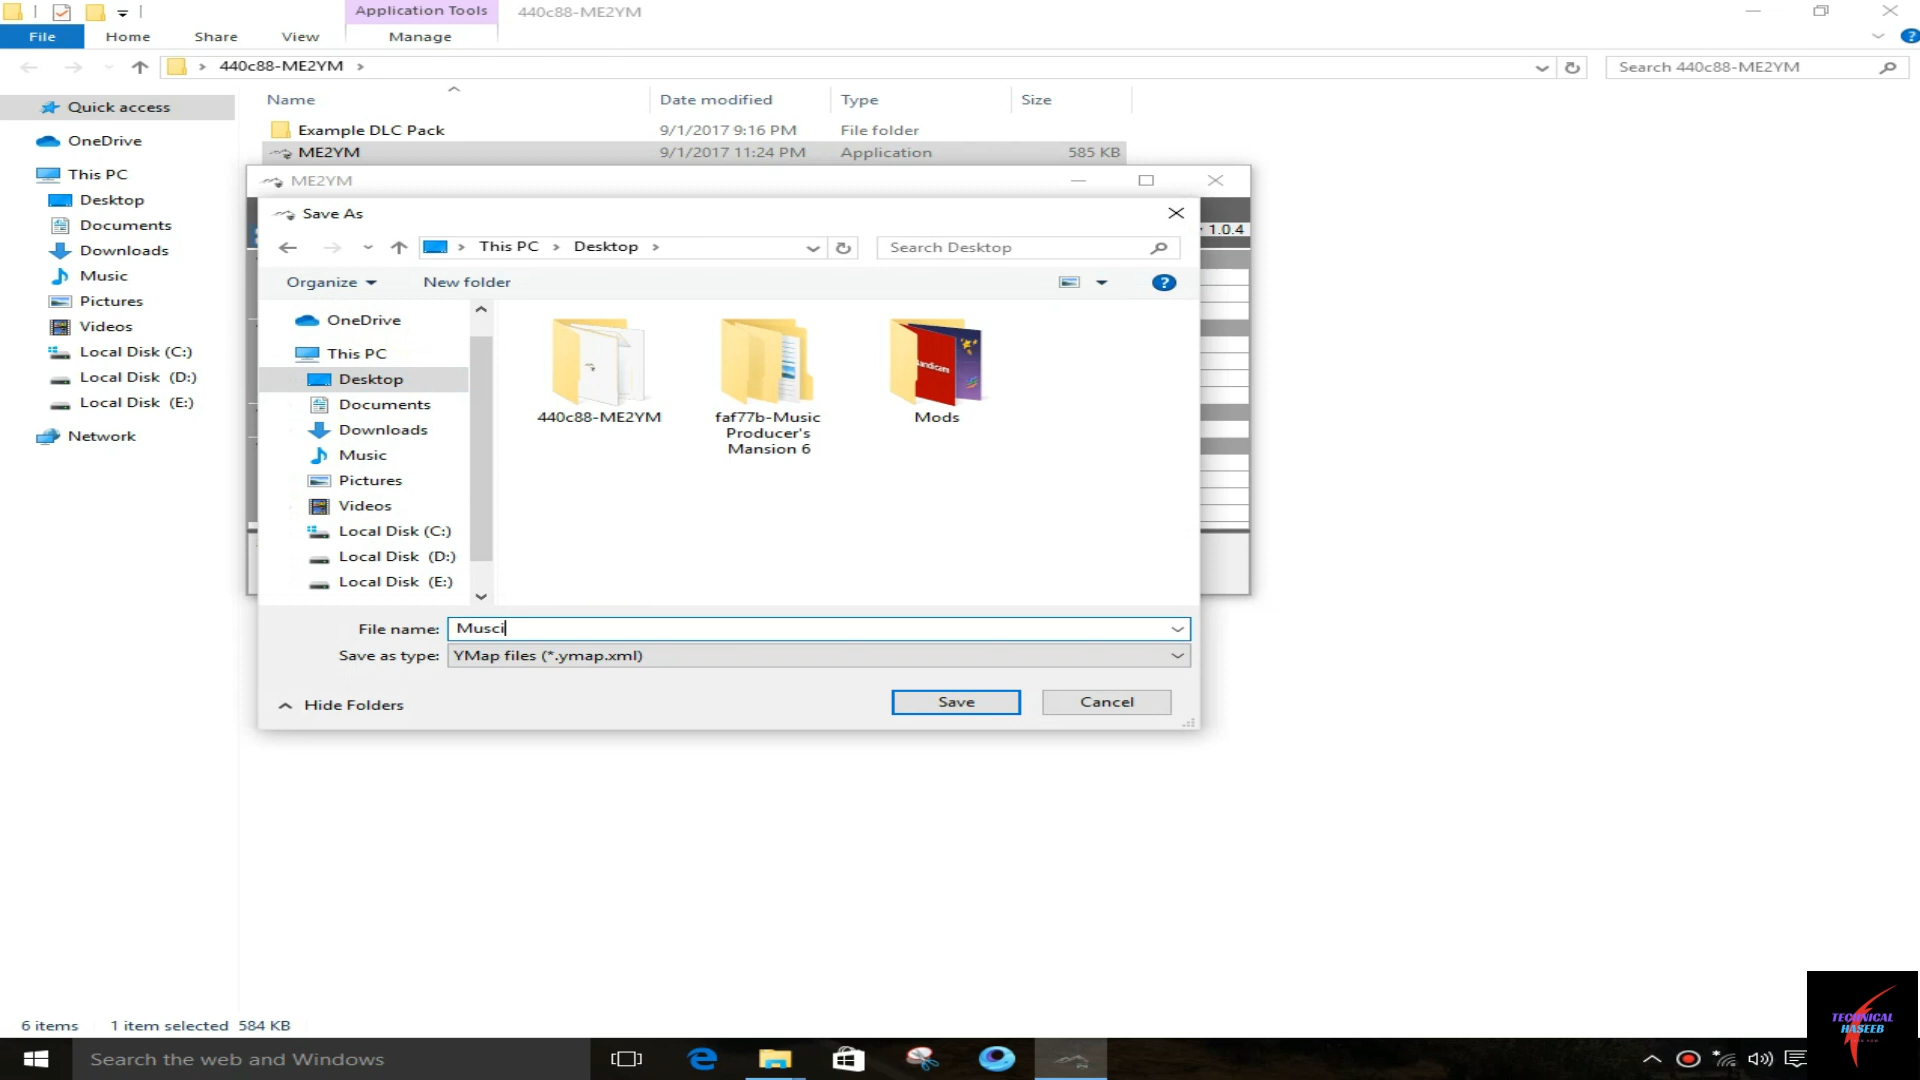 Application Tools 440c88-ME2YM
File Home Share View Manage
440c88-ME2YM Search 440c88-ME2YM
Name Date modified Type Size
Quick access
OneDrive
This PC
Desktop
Documents
Downloads
Music
Pictures
Videos
Local Disk (C:)
Local Disk (D:)
Local Disk (E:)
Network
Example DLC Pack 9/1/2017 9:16 PM File folder
ME2YM 9/1/2017 11:24 PM Application 585 KB
ME2YM
1.0.4
Save As
This PC Desktop Search Desktop
Organize New folder
OneDrive
This PC
Desktop
Documents
Downloads
Music
Pictures
Videos
Local Disk (C:)
Local Disk (D:)
Local Disk (E:)
440c88-ME2YM
faf77b-Music
Producer's
Mansion 6
Mods
File name: Musci
Save as type: YMap files (*.ymap.xml)
Hide Folders Save Cancel
6 items 1 item selected 584 KB
Search the web and Windows
TECHNICAL
HASEEB